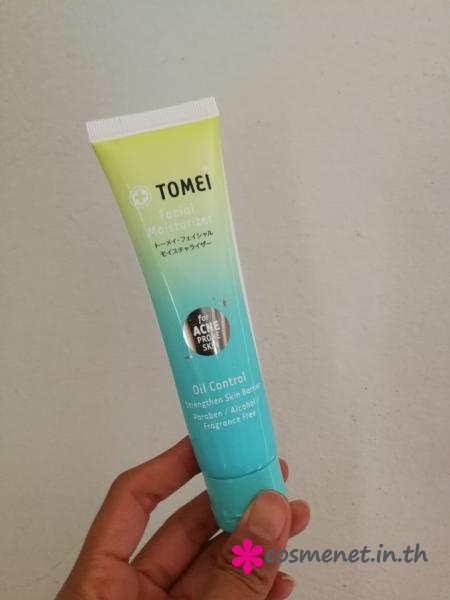 TOMEI
Facial
Moisturizer
トーメイ・フェイシャル
モイスチャライザー
for
ACNE
PRONE
SKIN
Oil Control
Strengthen Skin Barrier
Paraben / Alcohol /
Fragrance Free
cosmenet.in.th